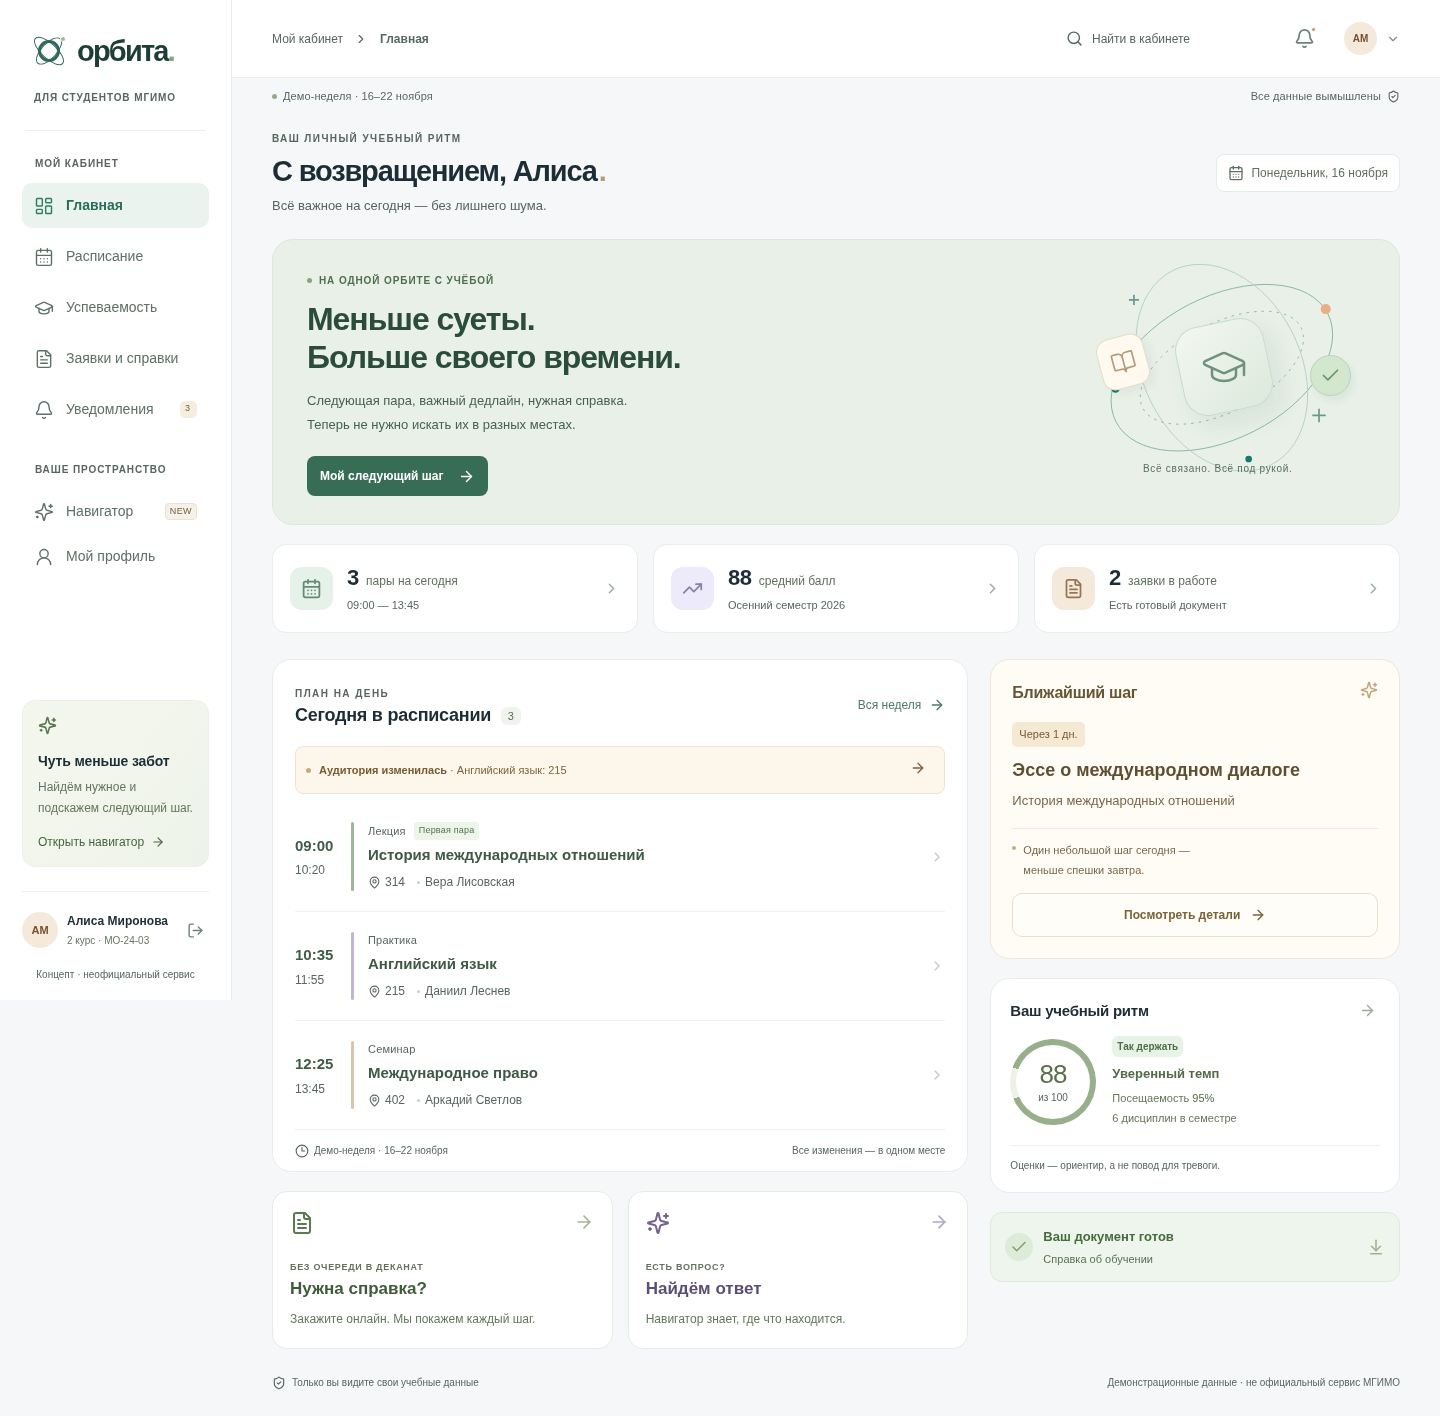 орбита.
ДЛЯ СТУДЕНТОВ МГИМО
МОЙ КАБИНЕТ
Главная
Расписание
Успеваемость
Заявки и справки
Уведомления 3
ВАШЕ ПРОСТРАНСТВО
Навигатор NEW
Мой профиль
Чуть меньше забот
Найдём нужное и
подскажем следующий шаг.
Открыть навигатор
АМ
Алиса Миронова
2 курс · МО-24-03
Концепт · неофициальный сервис
Мой кабинет
Главная
Найти в кабинете
АМ
Демо-неделя · 16–22 ноября
Все данные вымышлены
ВАШ ЛИЧНЫЙ УЧЕБНЫЙ РИТМ
С возвращением, Алиса.
Всё важное на сегодня — без лишнего шума.
Понедельник, 16 ноября
НА ОДНОЙ ОРБИТЕ С УЧЁБОЙ
Меньше суеты.
Больше своего времени.
Следующая пара, важный дедлайн, нужная справка.
Теперь не нужно искать их в разных местах.
Мой следующий шаг
Всё связано. Всё под рукой.
3 пары на сегодня
09:00 — 13:45
88 средний балл
Осенний семестр 2026
2 заявки в работе
Есть готовый документ
ПЛАН НА ДЕНЬ
Сегодня в расписании 3
Вся неделя
Аудитория изменилась · Английский язык: 215
09:00
10:20
Лекция Первая пара
История международных отношений
314 Вера Лисовская
10:35
11:55
Практика
Английский язык
215 Даниил Леснев
12:25
13:45
Семинар
Международное право
402 Аркадий Светлов
Демо-неделя · 16–22 ноября
Все изменения — в одном месте
БЕЗ ОЧЕРЕДИ В ДЕКАНАТ
Нужна справка?
Закажите онлайн. Мы покажем каждый шаг.
ЕСТЬ ВОПРОС?
Найдём ответ
Навигатор знает, где что находится.
Ближайший шаг
Через 1 дн.
Эссе о международном диалоге
История международных отношений
Один небольшой шаг сегодня —
меньше спешки завтра.
Посмотреть детали
Ваш учебный ритм
88
из 100
Так держать
Уверенный темп
Посещаемость 95%
6 дисциплин в семестре
Оценки — ориентир, а не повод для тревоги.
Ваш документ готов
Справка об обучении
Только вы видите свои учебные данные
Демонстрационные данные · не официальный сервис МГИМО